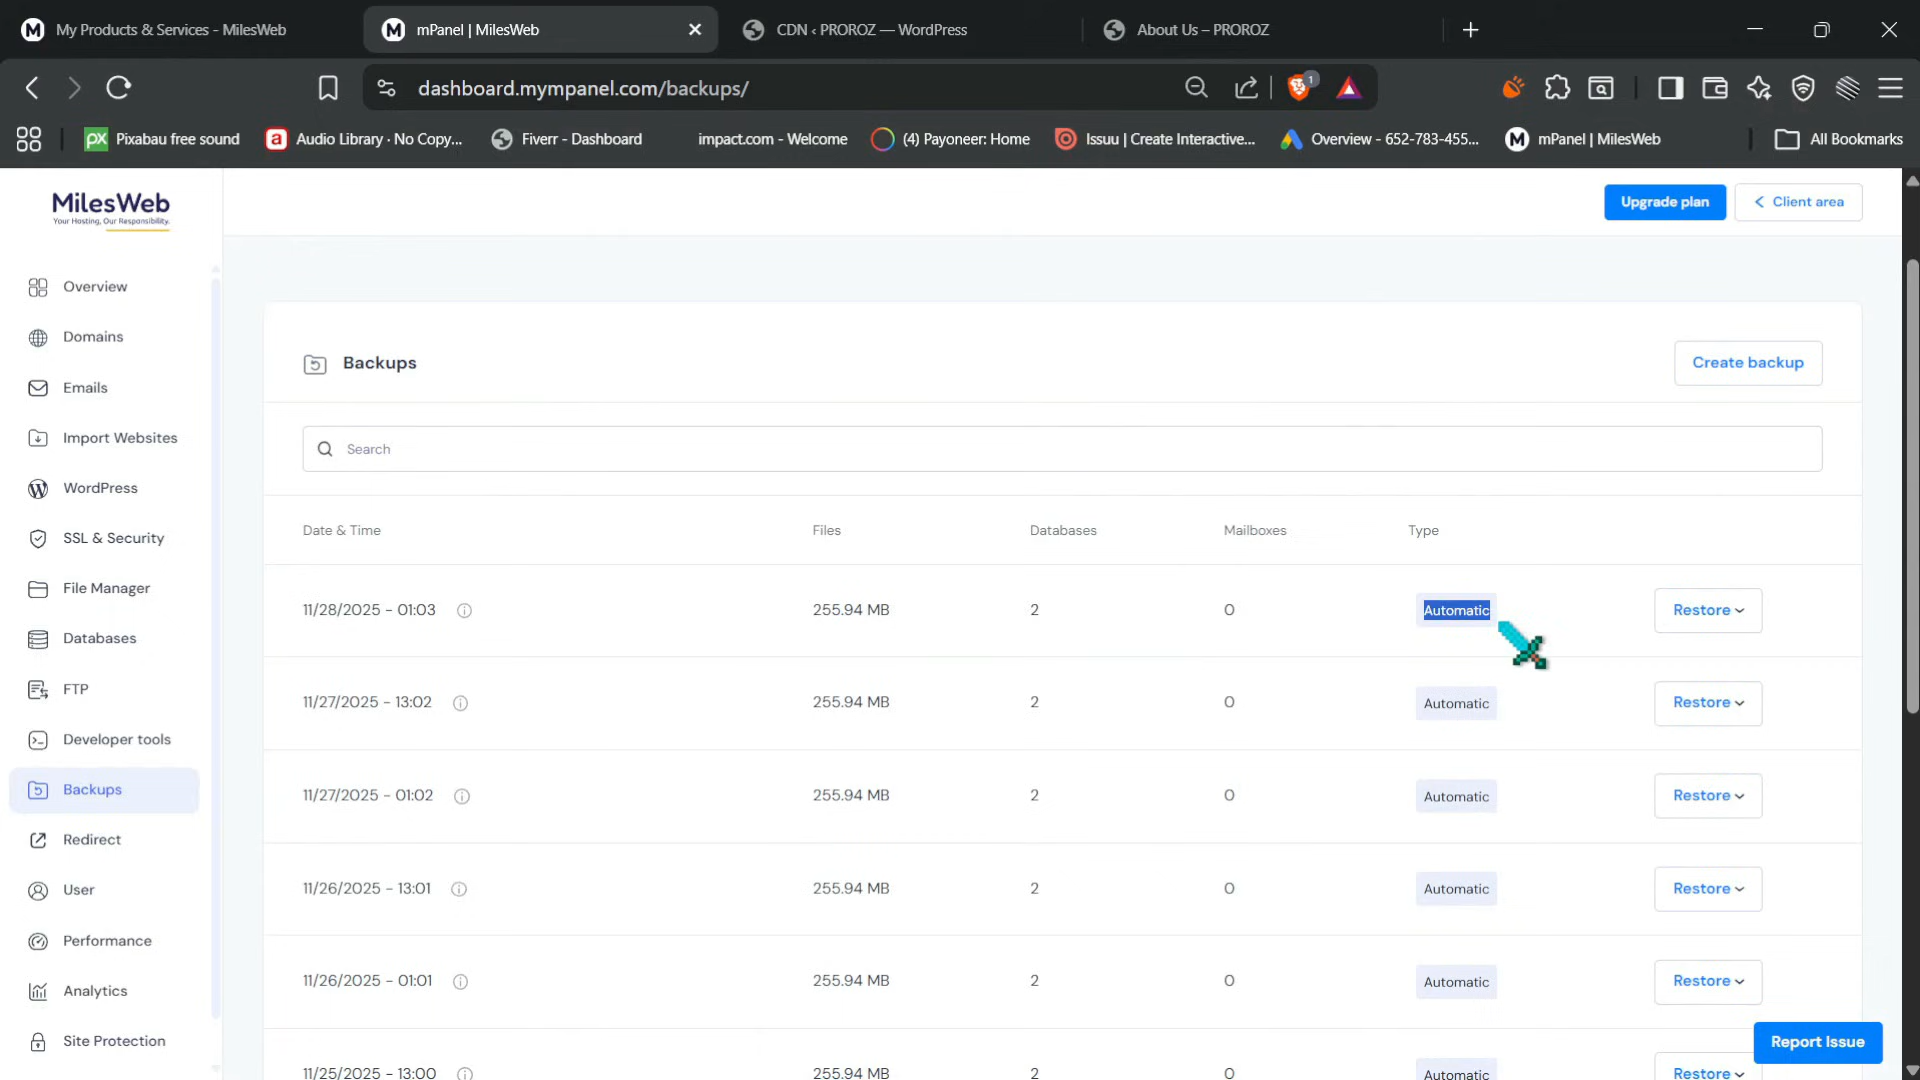 My Products & Services - MilesWeb
mPanel | MilesWeb
CDN ‹ PROROZ — WordPress
About Us – PROROZ
dashboard.mympanel.com/backups/
1
px Pixabau free sound
a Audio Library · No Copy...
Fiverr - Dashboard
impact.com - Welcome
(4) Payoneer: Home
Issuu | Create Interactive...
Overview - 652-783-455...
mPanel | MilesWeb
All Bookmarks
MilesWeb
Your Hosting, Our Responsibility.
Upgrade plan
Client area
Overview
Domains
Emails
Import Websites
WordPress
SSL & Security
File Manager
Databases
FTP
Developer tools
Backups
Redirect
User
Performance
Analytics
Site Protection
Backups
Create backup
Search
Date & Time Files Databases Mailboxes Type
11/28/2025 - 01:03 255.94 MB 2 0 Automatic Restore
11/27/2025 - 13:02 255.94 MB 2 0 Automatic Restore
11/27/2025 - 01:02 255.94 MB 2 0 Automatic Restore
11/26/2025 - 13:01 255.94 MB 2 0 Automatic Restore
11/26/2025 - 01:01 255.94 MB 2 0 Automatic Restore
11/25/2025 - 13:00 255.94 MB 2 0 Automatic Restore
Report Issue